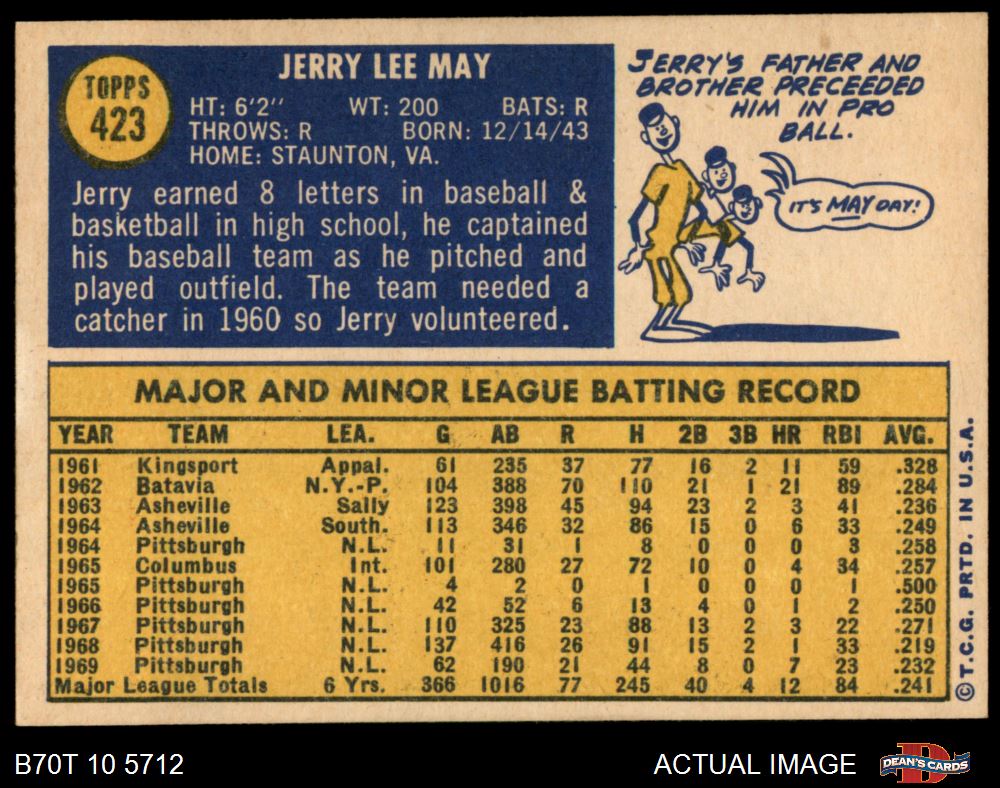 TOPPS
423
JERRY LEE MAY
HT: 6'2" WT: 200 BATS: R
THROWS: R BORN: 12/14/43
HOME: STAUNTON, VA.
Jerry earned 8 letters in baseball &
basketball in high school, he captained
his baseball team as he pitched and
played outfield. The team needed a
catcher in 1960 so Jerry volunteered.
JERRY'S FATHER AND
BROTHER PRECEEDED
HIM IN PRO
BALL.
IT'S MAY DAY!
MAJOR AND MINOR LEAGUE BATTING RECORD
YEAR TEAM LEA. G AB R H 2B 3B HR RBI AVG.
1961 Kingsport Appal. 61 235 37 77 16 2 11 59 .328
1962 Batavia N.Y.-P. 104 388 70 110 21 1 21 89 .284
1963 Asheville Sally 123 398 45 94 23 2 3 41 .236
1964 Asheville South. 113 346 32 86 15 0 6 33 .249
1964 Pittsburgh N.L. 11 31 1 8 0 0 0 3 .258
1965 Columbus Int. 101 280 27 72 10 0 4 34 .257
1965 Pittsburgh N.L. 4 2 0 1 0 0 0 1 .500
1966 Pittsburgh N.L. 42 52 6 13 4 0 1 2 .250
1967 Pittsburgh N.L. 110 325 23 88 13 2 3 22 .271
1968 Pittsburgh N.L. 137 416 26 91 15 2 1 33 .219
1969 Pittsburgh N.L. 62 190 21 44 8 0 7 23 .232
Major League Totals 6 Yrs. 366 1016 77 245 40 4 12 84 .241
© T.C.G. PRTD. IN U.S.A.
B70T 10 5712
ACTUAL IMAGE
D
DEAN'S CARDS